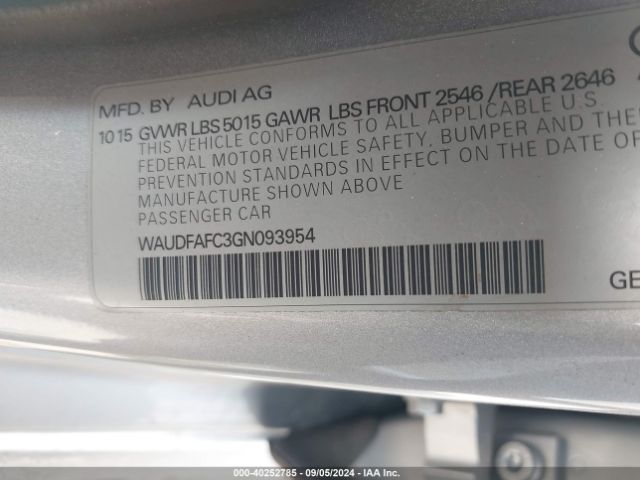 MFD. BY AUDI AG
10 15 GVWR LBS 5015 GAWR LBS FRONT 2546 /REAR 2646
THIS VEHICLE CONFORMS TO ALL APPLICABLE U.S.
FEDERAL MOTOR VEHICLE SAFETY, BUMPER AND THE
PREVENTION STANDARDS IN EFFECT ON THE DATE OF
MANUFACTURE SHOWN ABOVE
PASSENGER CAR
WAUDFAFC3GN093954
GE
000-40252785 - 09/05/2024 - IAA Inc.